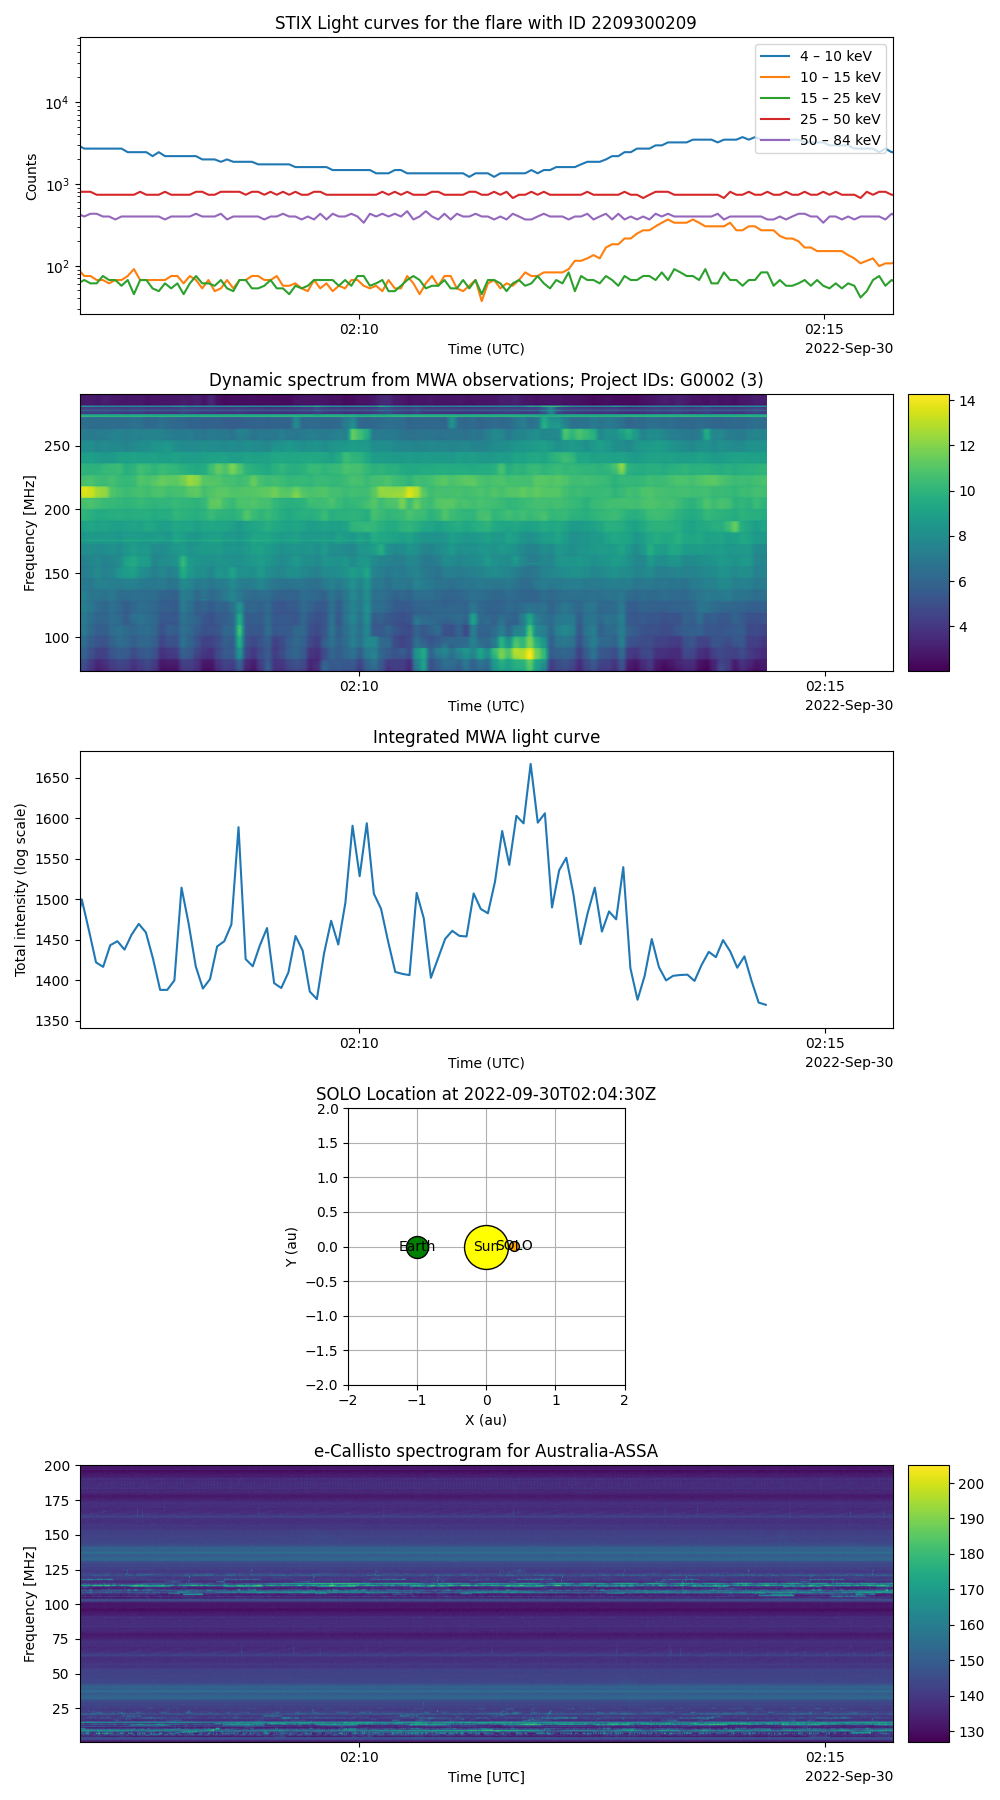 STIX Light curves for the flare with ID 2209300209
4 – 10 keV
10 – 15 keV
15 – 25 keV
25 – 50 keV
50 – 84 keV
Counts
10⁴
10³
10²
02:10
02:15
Time (UTC)
2022-Sep-30
Dynamic spectrum from MWA observations; Project IDs: G0002 (3)
Frequency [MHz]
250
200
150
100
14
12
10
8
6
4
02:10
02:15
Time (UTC)
2022-Sep-30
Integrated MWA light curve
Total intensity (log scale)
1650
1600
1550
1500
1450
1400
1350
02:10
02:15
Time (UTC)
2022-Sep-30
SOLO Location at 2022-09-30T02:04:30Z
Y (au)
2.0
1.5
1.0
0.5
0.0
−0.5
−1.0
−1.5
−2.0
Earth
Sun
SOLO
−2
−1
0
1
2
X (au)
e-Callisto spectrogram for Australia-ASSA
Frequency [MHz]
200
175
150
125
100
75
50
25
200
190
180
170
160
150
140
130
02:10
02:15
Time [UTC]
2022-Sep-30